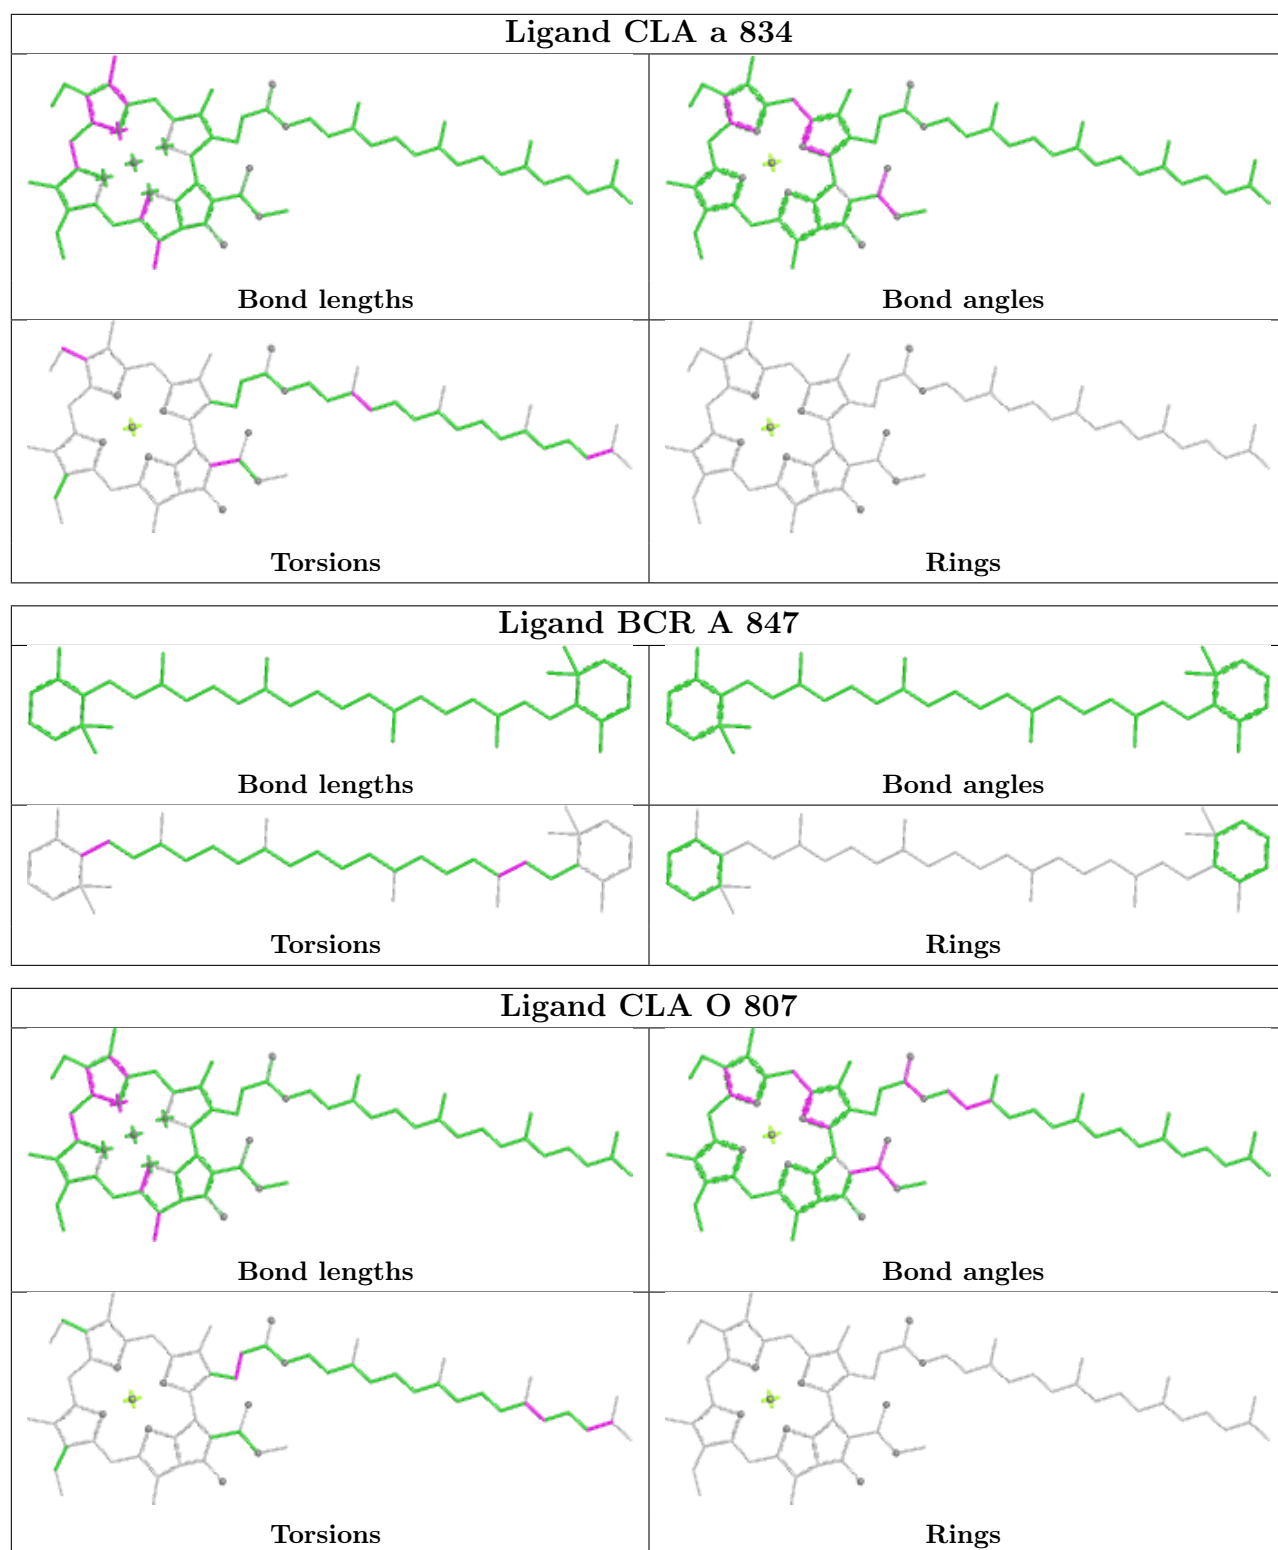 Ligand CLA a 834
Bond lengths
Bond angles
Torsions
Rings
Ligand BCR A 847
Bond lengths
Bond angles
Torsions
Rings
Ligand CLA O 807
Bond lengths
Bond angles
Torsions
Rings